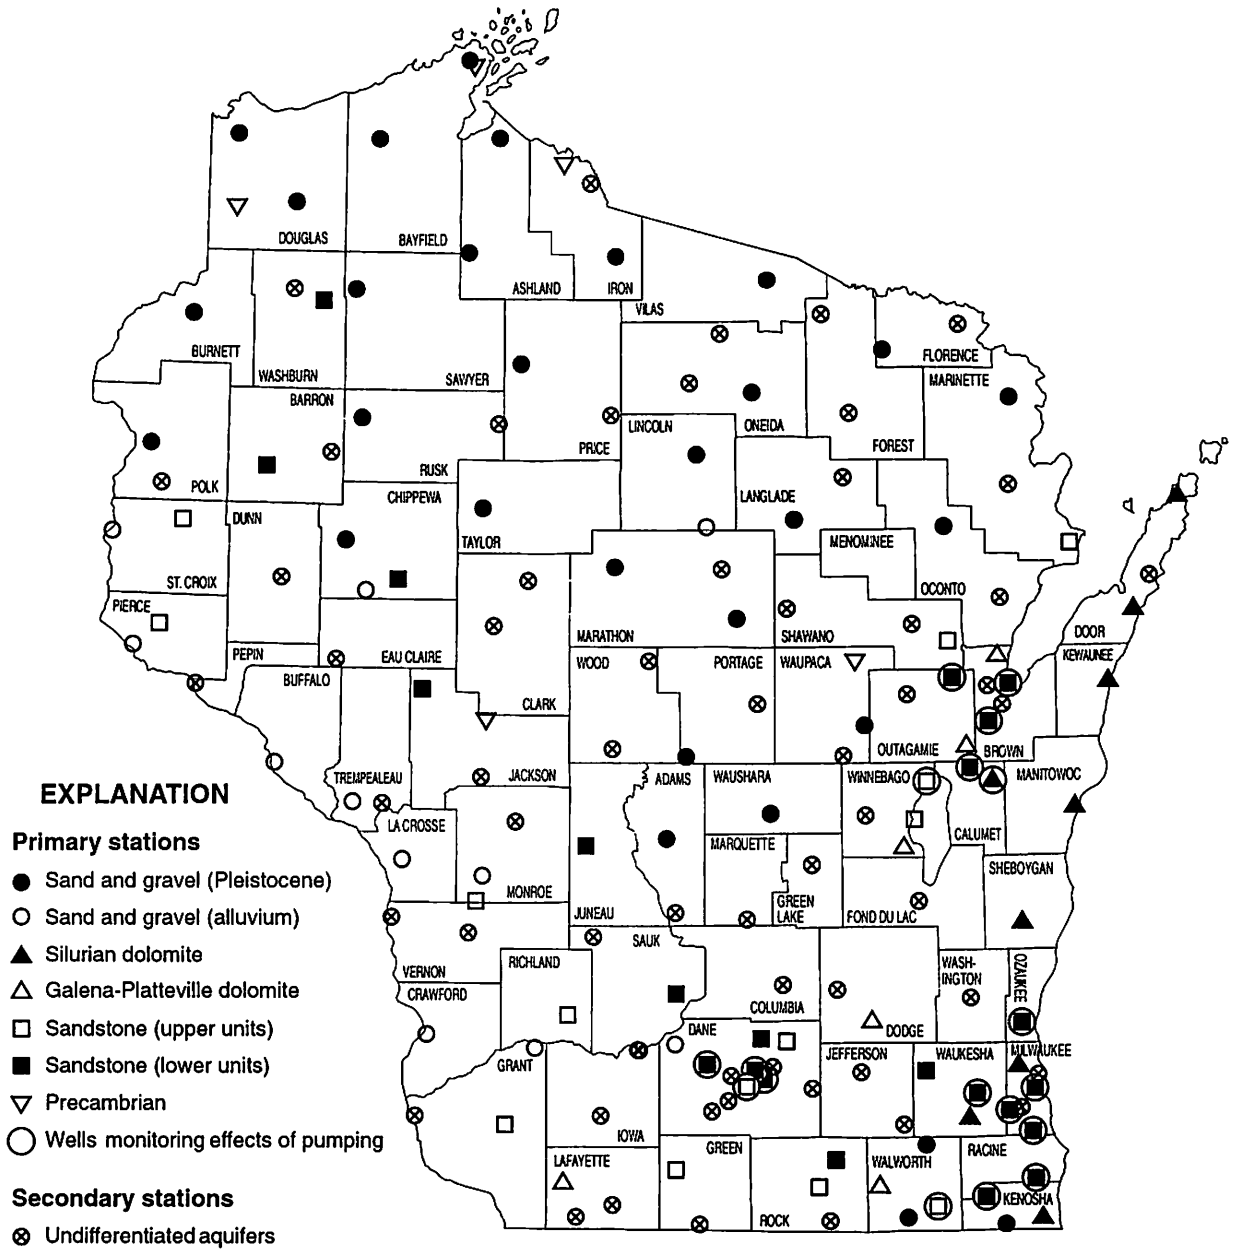 DOUGLAS
BAYFIELD
ASHLAND
IRON
VILAS
BURNETT
WASHBURN
SAWYER
FLORENCE
MARINETTE
BARRON
LINCOLN
ONEIDA
PRICE
FOREST
RUSK
POLK
CHIPPEWA
LANGLADE
DUNN
TAYLOR
MENOMINEE
ST. CROIX
OCONTO
PIERCE
MARATHON
SHAWANO
DOOR
PEPIN
EAU CLAIRE
WOOD
PORTAGE
WAUPACA
KEWAUNEE
BUFFALO
CLARK
OUTAGAMIE
BROWN
TREMPEALEAU
JACKSON
ADAMS
WAUSHARA
WINNEBAGO
MANITOWOC
EXPLANATION
LA CROSSE
CALUMET
Primary stations
MARQUETTE
SHEBOYGAN
Sand and gravel (Pleistocene)
MONROE
GREEN
LAKE
JUNEAU
FOND DU LAC
Sand and gravel (alluvium)
SAUK
Silurian dolomite
RICHLAND
WASH-
INGTON
OZAUKEE
VERNON
CRAWFORD
Galena-Platteville dolomite
COLUMBIA
Sandstone (upper units)
DANE
DODGE
GRANT
JEFFERSON
WAUKESHA
MILWAUKEE
Sandstone (lower units)
Precambrian
Wells monitoring effects of pumping
IOWA
GREEN
RACINE
LAFAYETTE
WALWORTH
Secondary stations
KENOSHA
ROCK
Undifferentiated aquifers